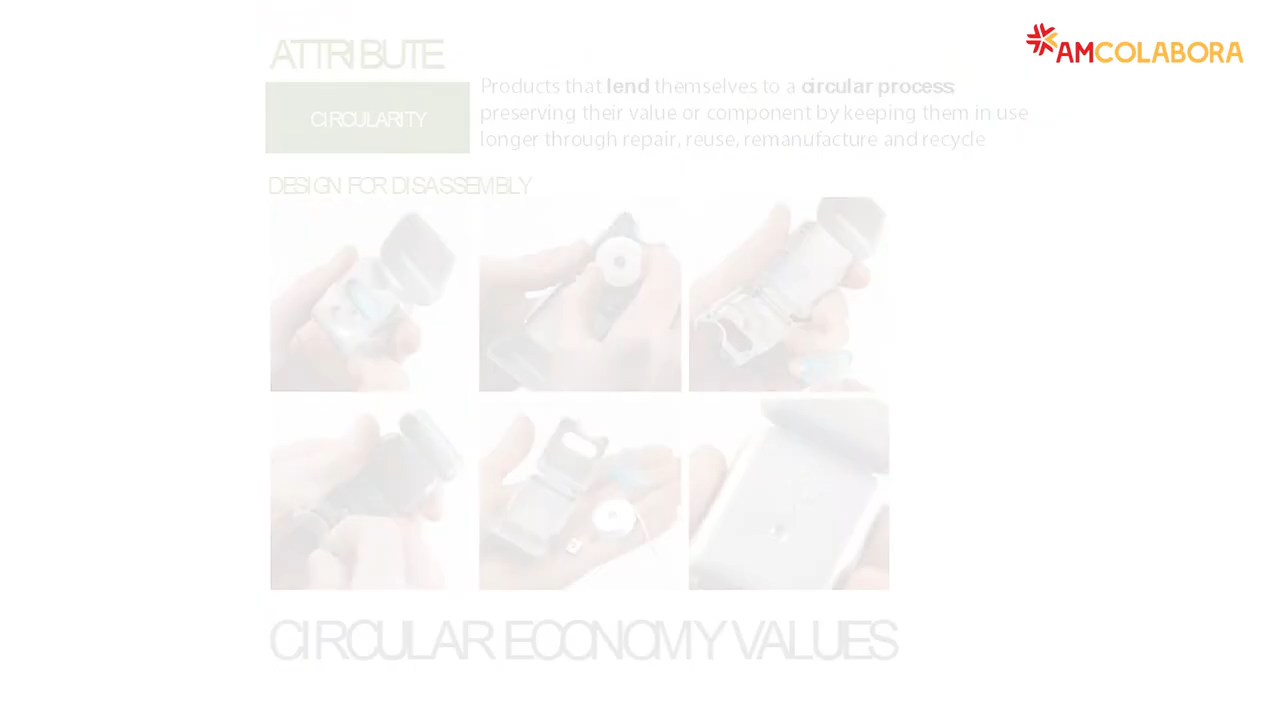 ATTRIBUTE
AMCOLABORA
CIRCULARITY
Products that lend themselves to a circular process;
preserving their value or component by keeping them in use
longer through repair, reuse, remanufacture and recycle
DESIGN FOR DISASSEMBLY
CIRCULAR ECONOMY VALUES